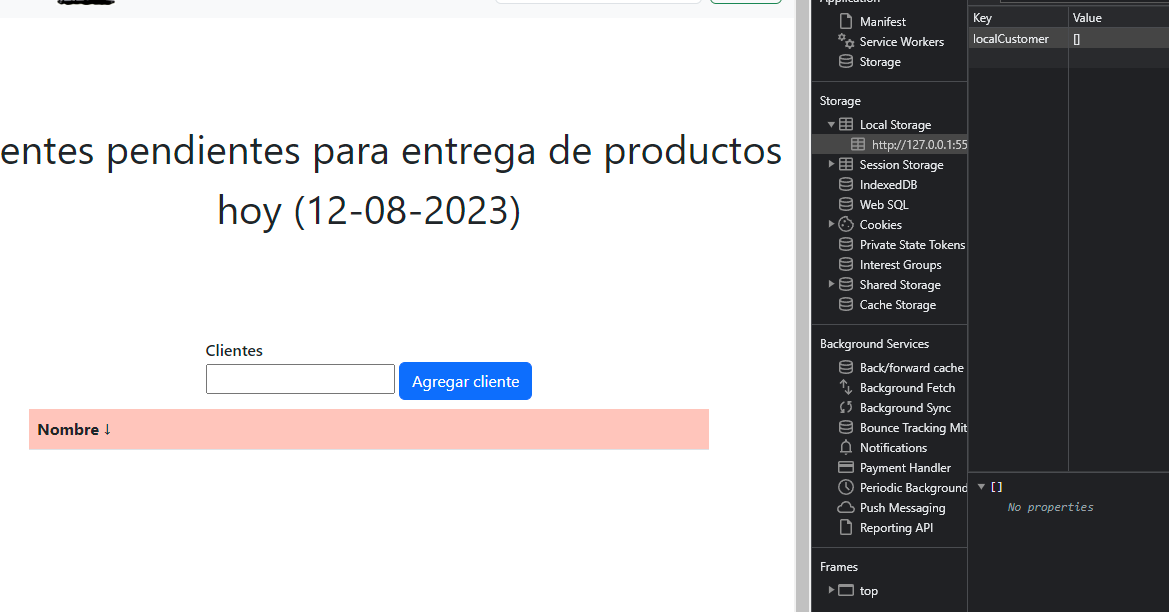 entes pendientes para entrega de productos
hoy (12-08-2023)
Clientes
Agregar cliente
Nombre ↓
Application
Manifest
Service Workers
Storage
Storage
Local Storage
http://127.0.0.1:55
Session Storage
IndexedDB
Web SQL
Cookies
Private State Tokens
Interest Groups
Shared Storage
Cache Storage
Background Services
Back/forward cache
Background Fetch
Background Sync
Bounce Tracking Mit
Notifications
Payment Handler
Periodic Background
Push Messaging
Reporting API
Frames
top
Key Value
localCustomer []
[]
No properties